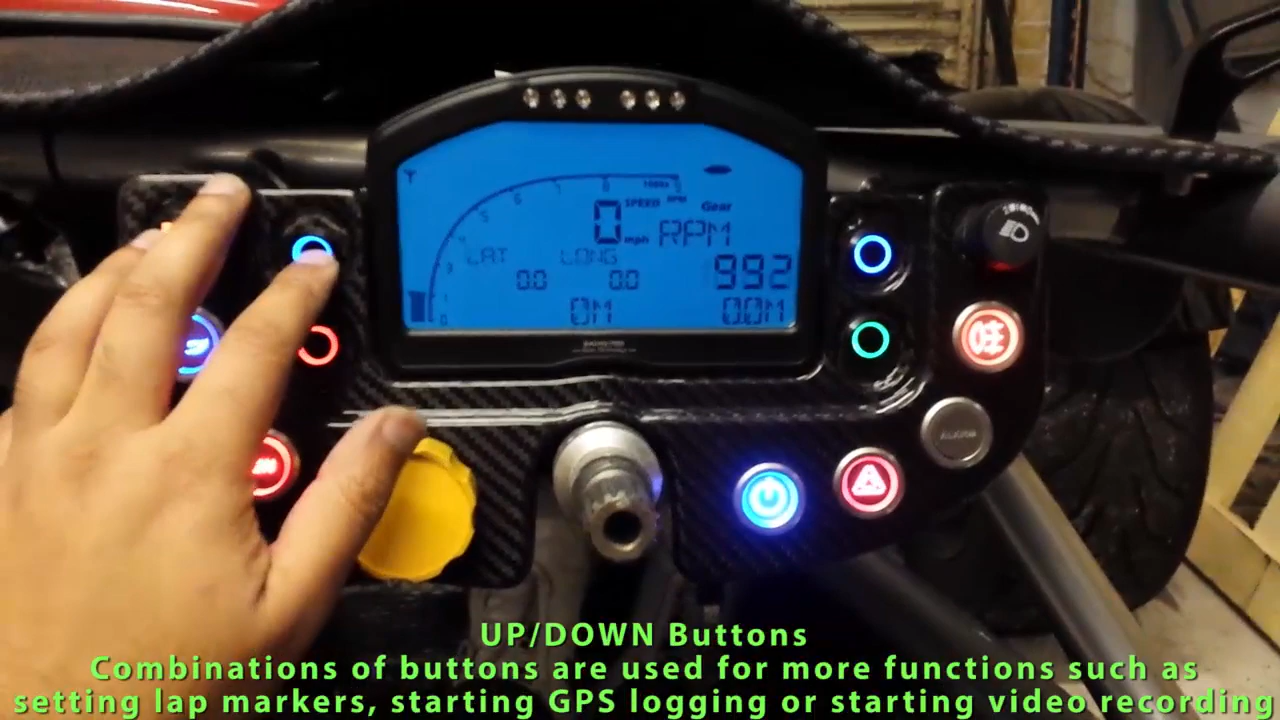 SPEED
Gear
0 mph
RPM
LAT
LONG
0.0
0.0
992
0M
0.0M
UP/DOWN Buttons
Combinations of buttons are used for more functions such as
setting lap markers, starting GPS logging or starting video recording